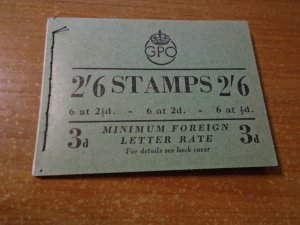 GPO
2/6 STAMPS 2/6
6 at 2½d. - 6 at 2d. - 6 at ½d.
3d MINIMUM FOREIGN LETTER RATE 3d
For details see back cover